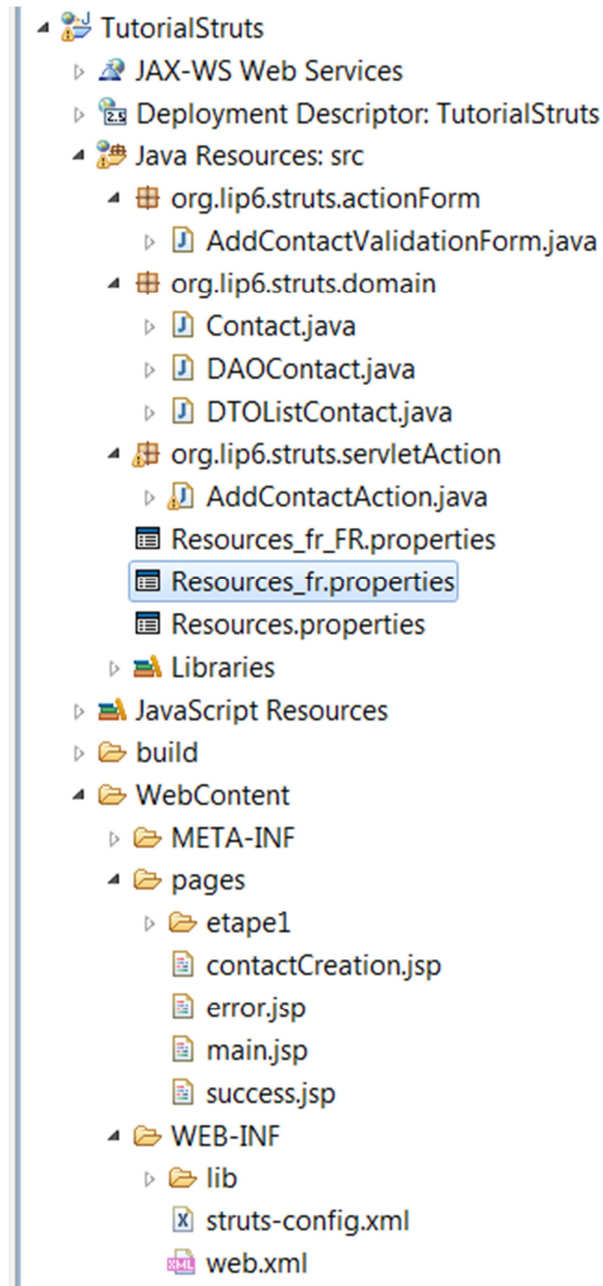 TutorialStruts
JAX-WS Web Services
2.5 Deployment Descriptor: TutorialStruts
Java Resources: src
org.lip6.struts.actionForm
J AddContactValidationForm.java
org.lip6.struts.domain
J Contact.java
J DAOContact.java
J DTOListContact.java
org.lip6.struts.servletAction
J AddContactAction.java
Resources_fr_FR.properties
Resources_fr.properties
Resources.properties
Libraries
JavaScript Resources
build
WebContent
META-INF
pages
etape1
contactCreation.jsp
error.jsp
main.jsp
success.jsp
WEB-INF
lib
X struts-config.xml
XML web.xml